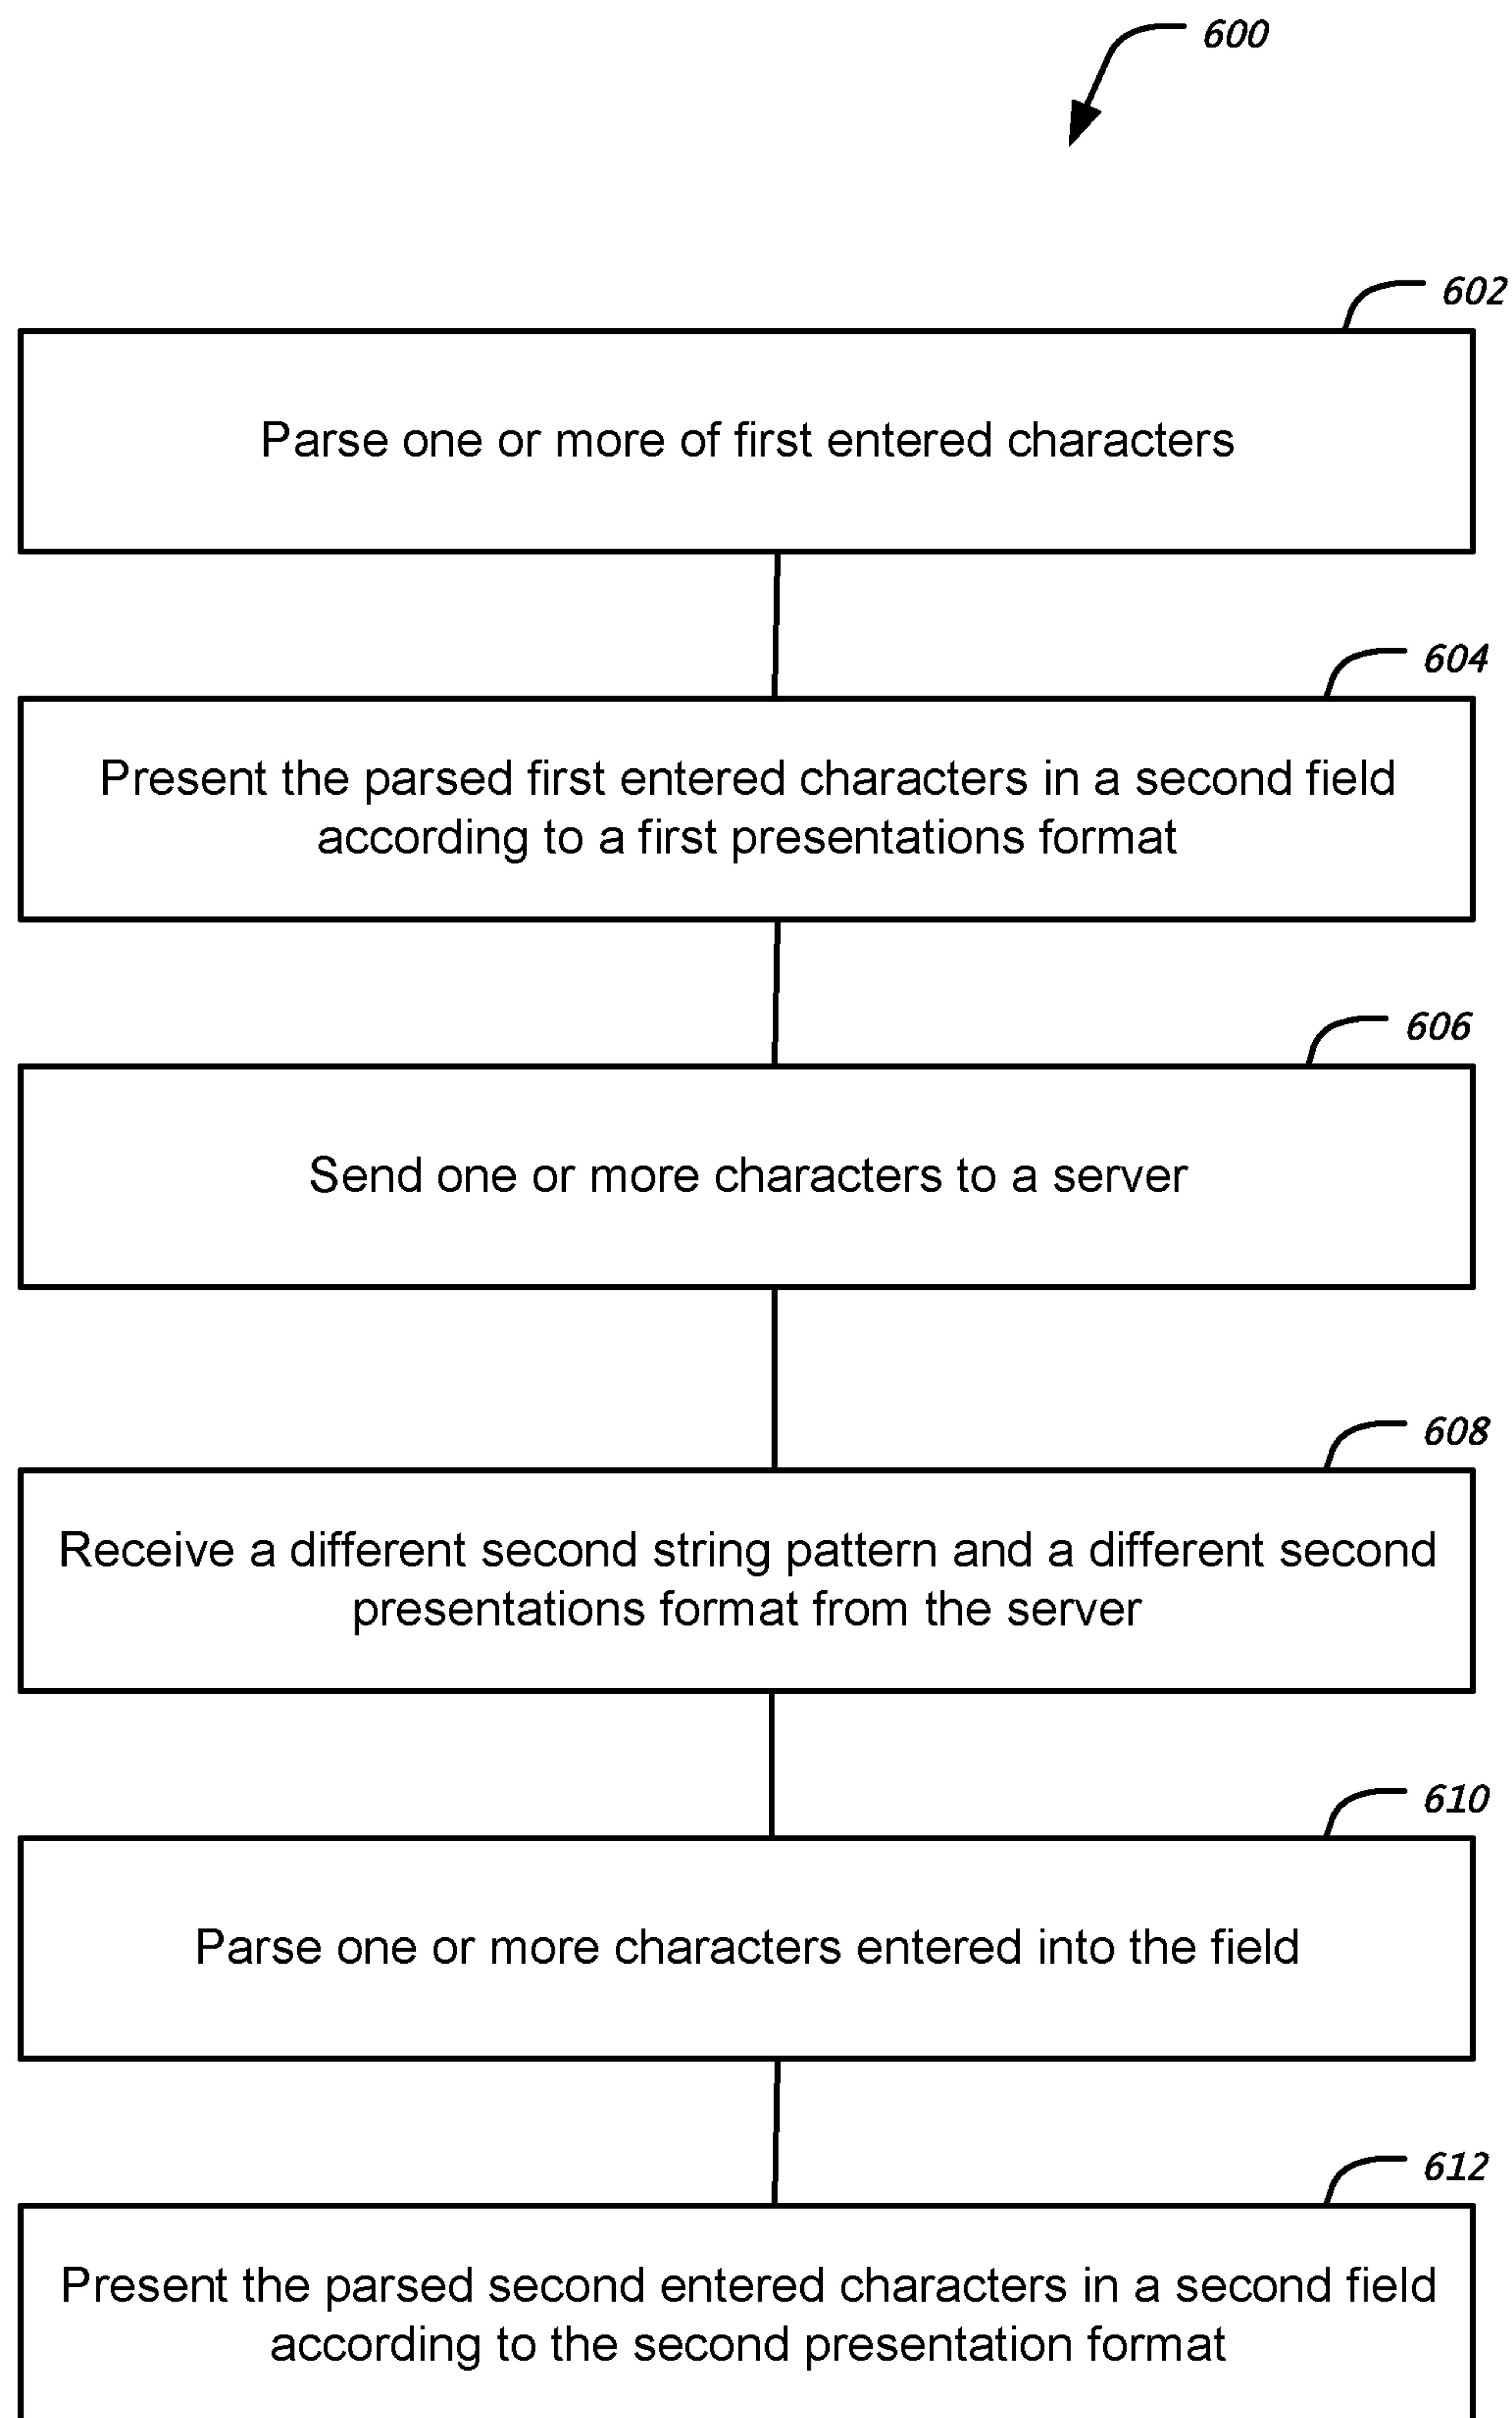 600
602
Parse one or more of first entered characters
604
Present the parsed first entered characters in a second field
according to a first presentations format
606
Send one or more characters to a server
608
Receive a different second string pattern and a different second
presentations format from the server
610
Parse one or more characters entered into the field
612
Present the parsed second entered characters in a second field
according to the second presentation format